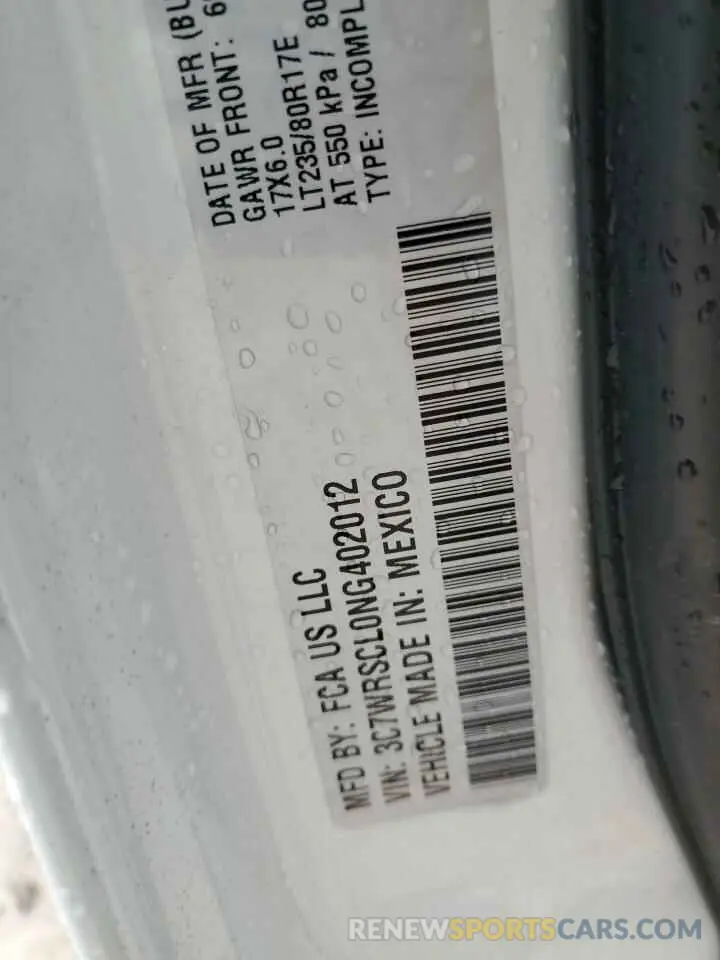 DATE OF MFR (BU
GAWR FRONT:
17X6.0
LT235/80R17E
AT 550 kPa / 80
TYPE: INCOMPL
MFD BY: FCA US LLC
VIN: 3C7WRSCL0NG402012
VEHICLE MADE IN: MEXICO
RENEWSPORTSCARS.COM